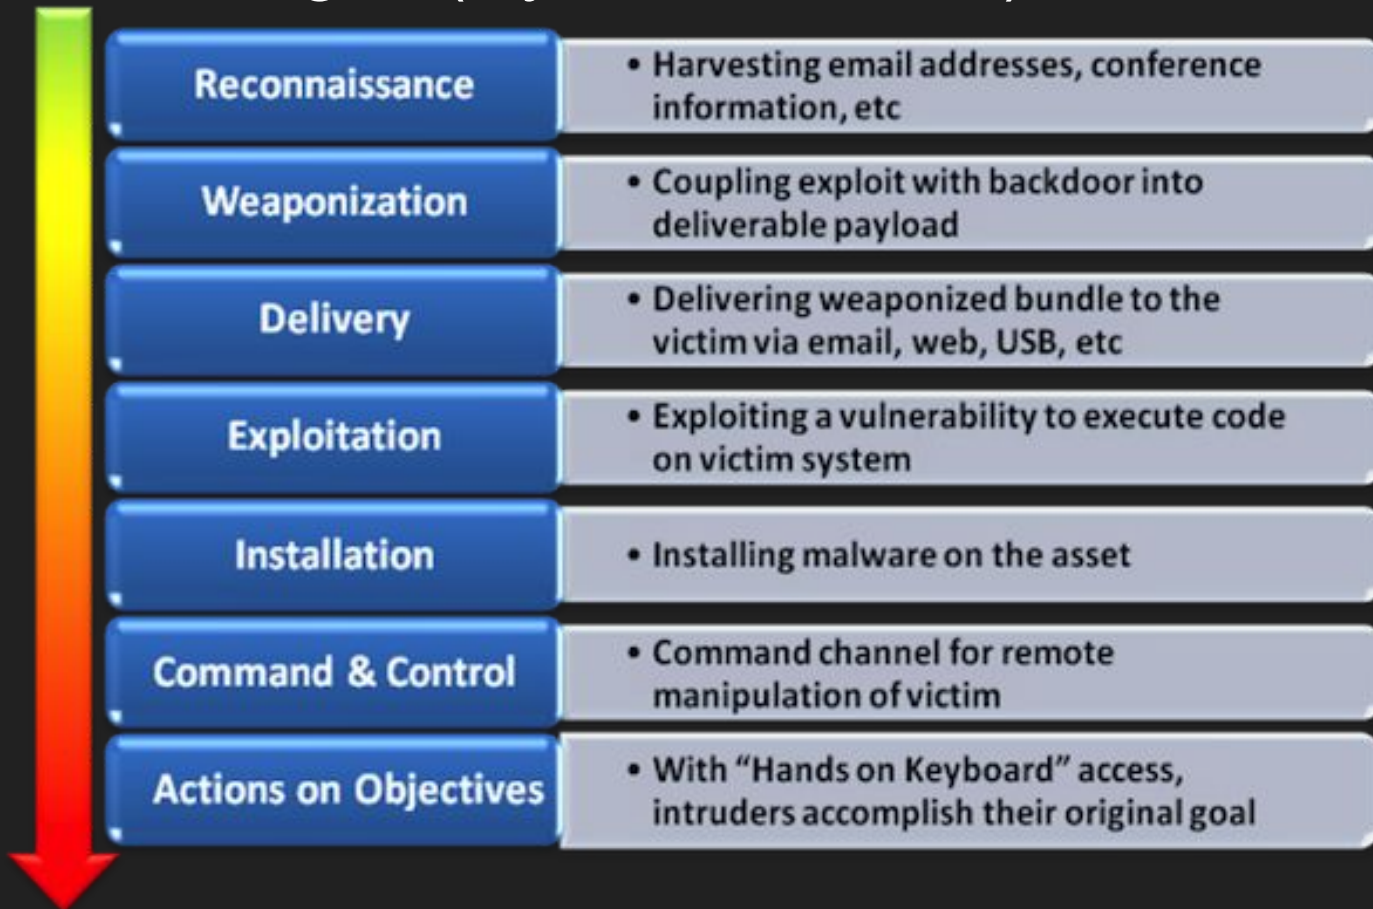 Reconnaissance
• Harvesting email addresses, conference
information, etc
Weaponization
• Coupling exploit with backdoor into
deliverable payload
Delivery
• Delivering weaponized bundle to the
victim via email, web, USB, etc
Exploitation
• Exploiting a vulnerability to execute code
on victim system
Installation
• Installing malware on the asset
Command & Control
• Command channel for remote
manipulation of victim
Actions on Objectives
• With “Hands on Keyboard” access,
intruders accomplish their original goal